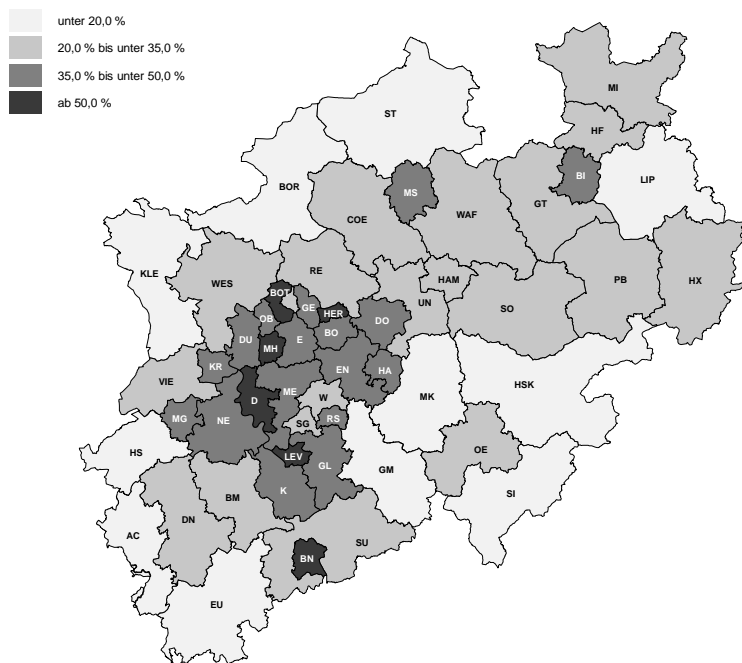 unter 20,0 %
20,0 % bis unter 35,0 %
35,0 % bis unter 50,0 %
ab 50,0 %
MI
ST
HF
BI
LIP
BOR
MS
GT
WAF
COE
KLE
RE
WES
HAM
PB
HX
BOT
UN
SO
GE
HER
OB
DO
BO
DU
E
MH
EN
KR
HA
VIE
HSK
ME
W
MK
D
MG
NE
RS
SG
HS
OE
LEV
GL
GM
K
SI
BM
DN
AC
SU
BN
EU